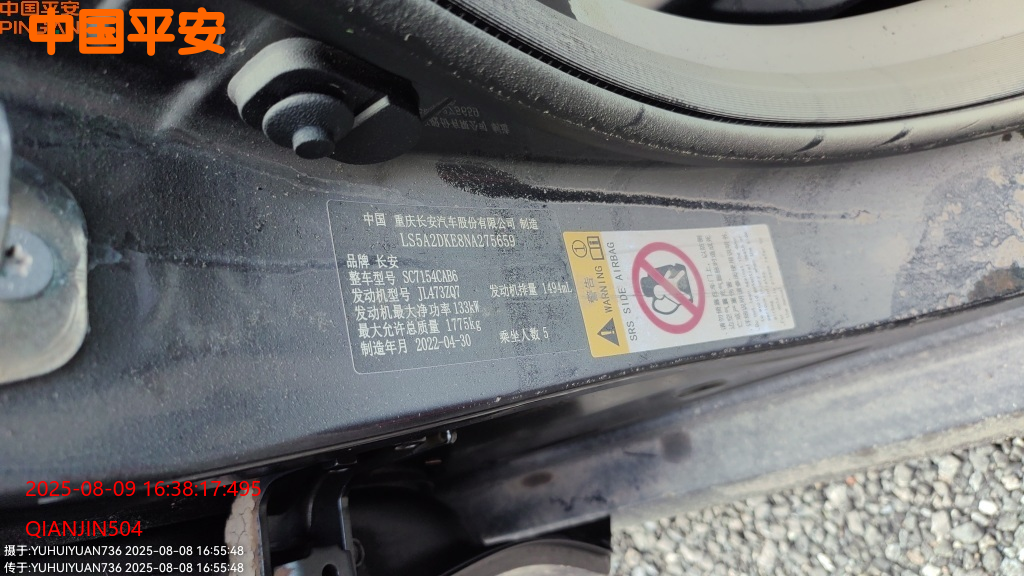 中国平安
中国平安
中国 重庆长安汽车股份有限公司 制造
LS5A2DKE8NA275659
品牌 长安
整车型号 SC7154CAB6
发动机型号 JL473ZQ7 发动机排量 1494mL
发动机最大净功率 133kW
最大允许总质量 1775kg
制造年月 2022-04-30 乘坐人数 5
警告
WARNING
SRS SIDE AIRBAG
2025-08-09 16:38:17:495
QIANJIN504
摄于:YUHUIYUAN736 2025-08-08 16:55:48
传于:YUHUIYUAN736 2025-08-08 16:55:48